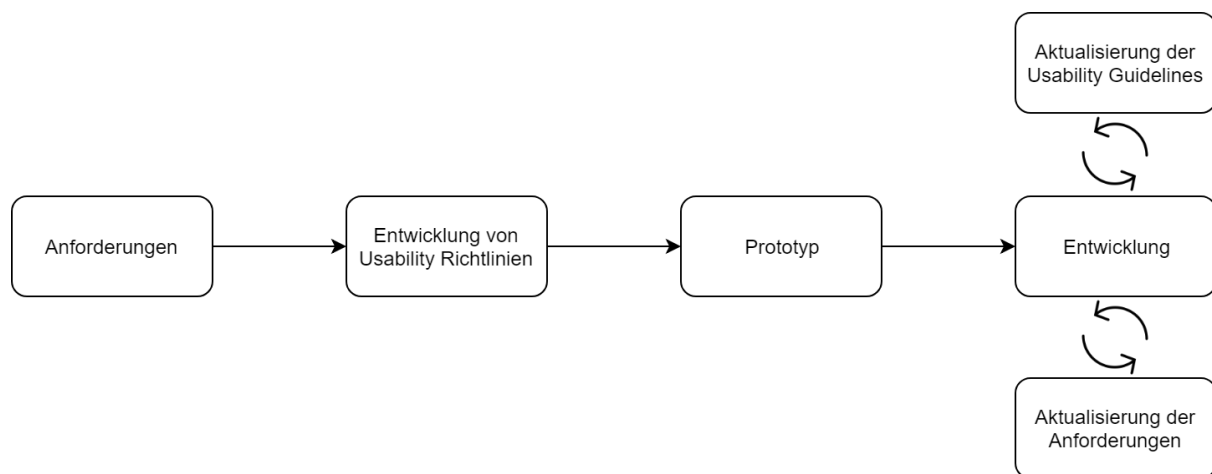 Aktualisierung der
Usability Guidelines
Anforderungen
Entwicklung von
Usability Richtlinien
Prototyp
Entwicklung
Aktualisierung der
Anforderungen